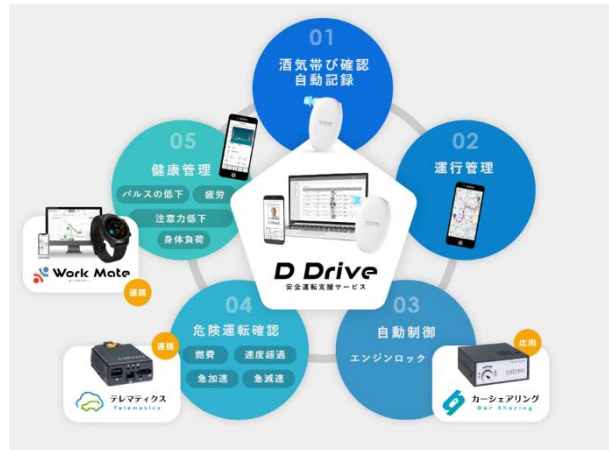 01
酒気帯び確認
自動記録
02
運行管理
03
自動制御
エンジンロック
応用
カーシェアリング
Car Sharing
04
危険運転確認
燃費
速度超過
急加速
急減速
連携
テレマティクス
Telematics
05
健康管理
パルスの低下
疲労
注意力低下
身体負荷
Work Mate
連携
D Drive
安全運転支援サービス